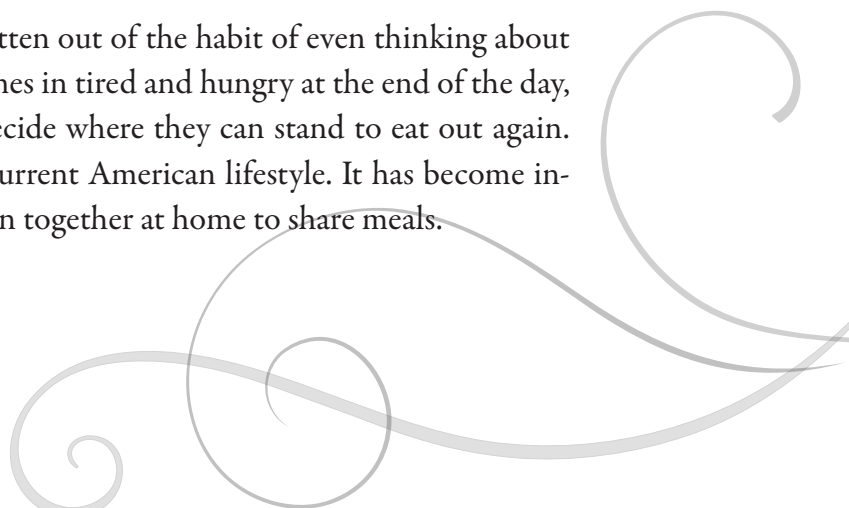 tten out of the habit of even thinking about
nes in tired and hungry at the end of the day,
ecide where they can stand to eat out again.
urrent American lifestyle. It has become in-
n together at home to share meals.